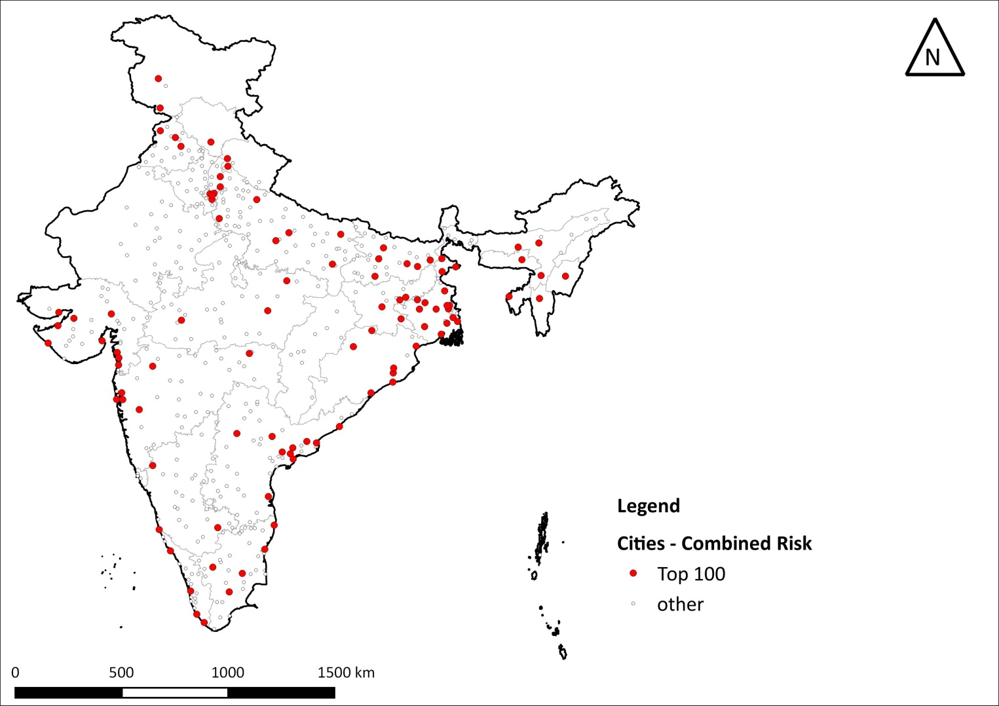 N
Legend
Cities - Combined Risk
Top 100
other
0 500 1000 1500 km